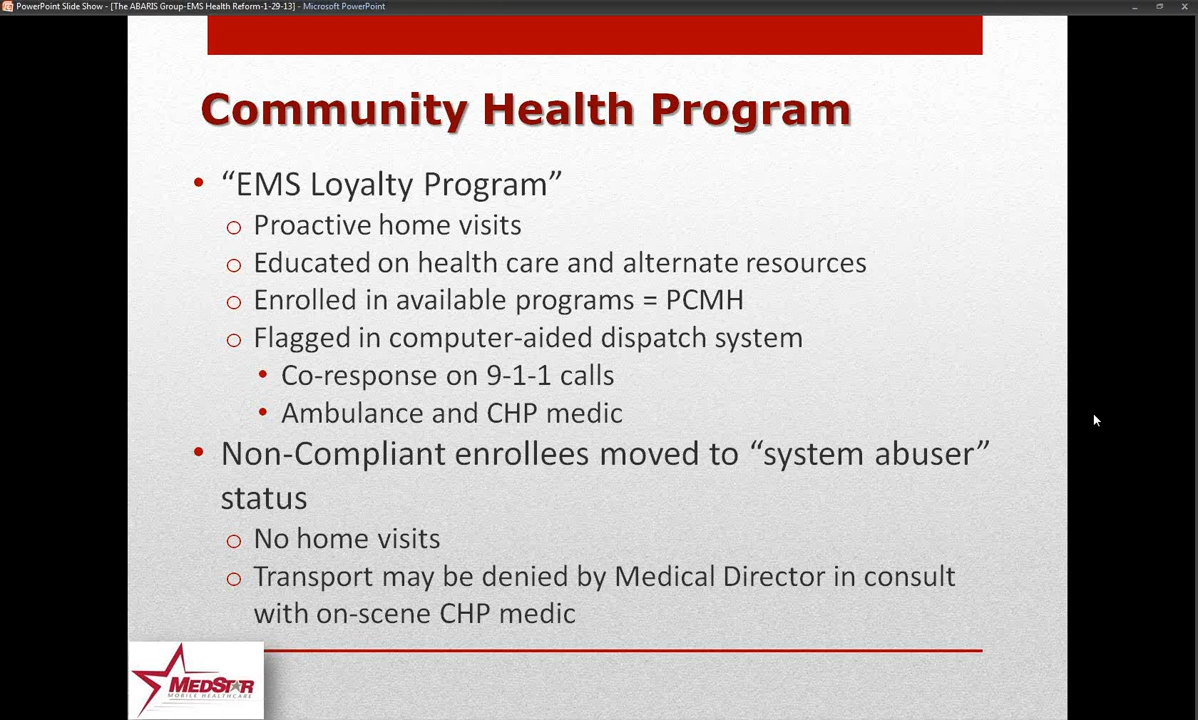 PowerPoint Slide Show - [The ABARIS Group-EMS Health Reform-1-29-13] - Microsoft PowerPoint
Community Health Program
• “EMS Loyalty Program”
o Proactive home visits
o Educated on health care and alternate resources
o Enrolled in available programs = PCMH
o Flagged in computer-aided dispatch system
• Co-response on 9-1-1 calls
• Ambulance and CHP medic
• Non-Compliant enrollees moved to “system abuser”
status
o No home visits
o Transport may be denied by Medical Director in consult
with on-scene CHP medic
MEDSTAR
MOBILE HEALTHCARE